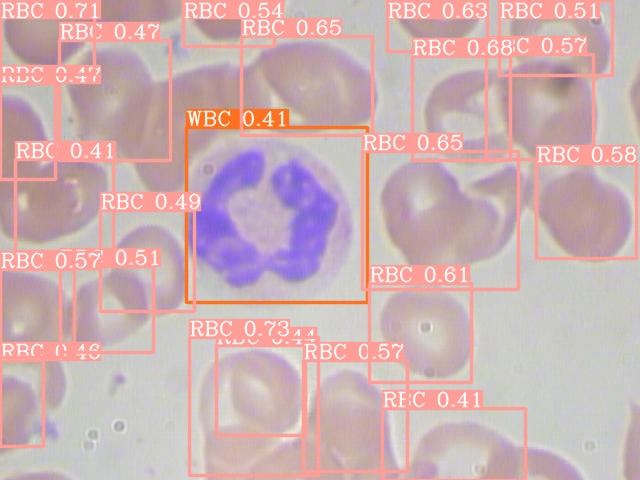 RBC 0.71
RBC 0.54
RBC 0.63
RBC 0.51
RBC 0.47
RBC 0.65
RBC 0.68
RBC 0.57
RBC 0.47
WBC 0.41
RBC 0.41
RBC 0.65
RBC 0.58
RBC 0.49
RBC 0.57
0.51
RBC 0.61
RBC 0.73
RBC 0.46
RBC 0.57
RBC 0.41